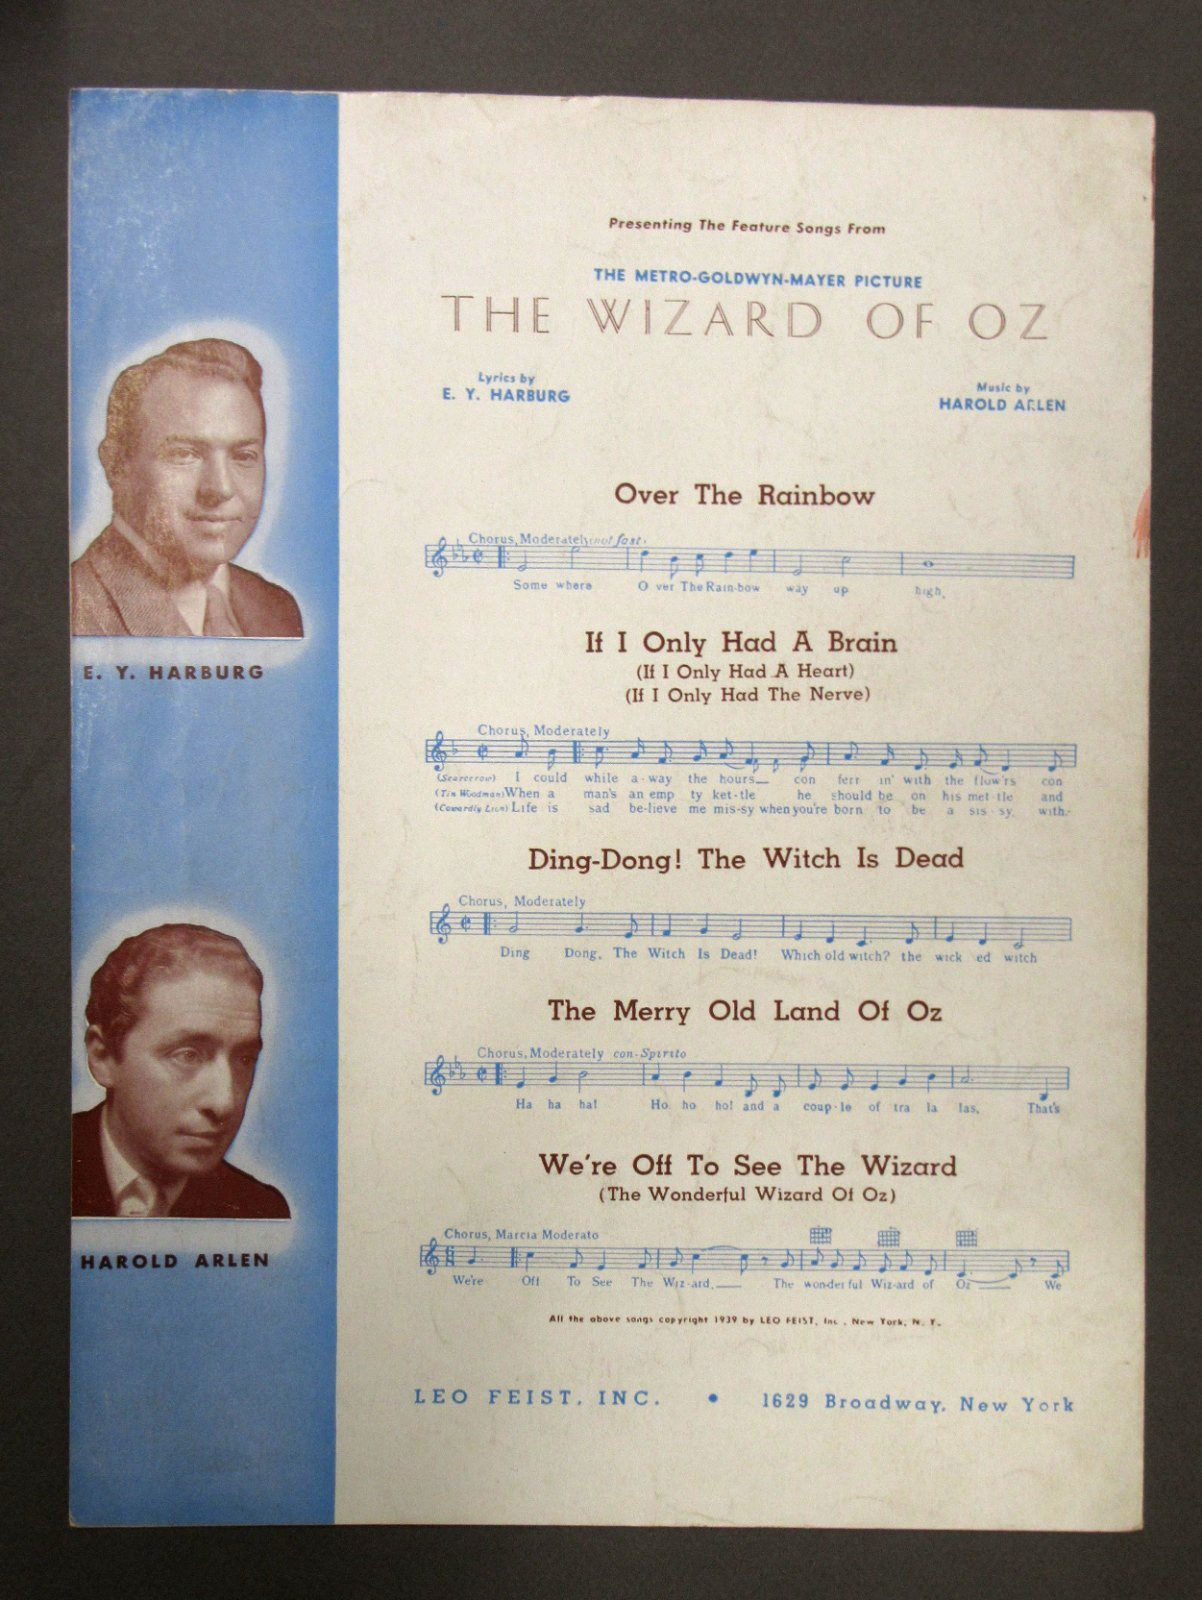 Presenting The Feature Songs From
THE METRO-GOLDWYN-MAYER PICTURE
THE WIZARD OF OZ
Lyrics by
E. Y. HARBURG
Music by
HAROLD ARLEN
Over The Rainbow
Chorus, Moderately (not fast)
Some where O ver The Rain-bow way up high,
If I Only Had A Brain
(If I Only Had A Heart)
(If I Only Had The Nerve)
Chorus, Moderately
(Scarecrow) I could while a-way the hours con ferr in' with the flow'rs con
(Tin Woodman) When a man's an emp ty ket-tle he should be on his met-tle and
(Cowardly Lion) Life is sad be-lieve me mis-sy when you're born to be a sis-sy, with-
Ding-Dong! The Witch Is Dead
Chorus, Moderately
Ding Dong, The Witch Is Dead! Which old witch? the wick ed witch
The Merry Old Land Of Oz
Chorus, Moderately con-Spirito
Ha ha ha! Ho ho ho! and a coup-le of tra la las, That's
We're Off To See The Wizard
(The Wonderful Wizard Of Oz)
Chorus, Marcia Moderato
We're Off To See The Wiz-ard, The wonderful Wiz-ard of Oz We
All the above songs copyright 1939 by LEO FEIST, Inc., New York, N. Y.
LEO FEIST, INC. • 1629 Broadway, New York
E. Y. HARBURG
HAROLD ARLEN